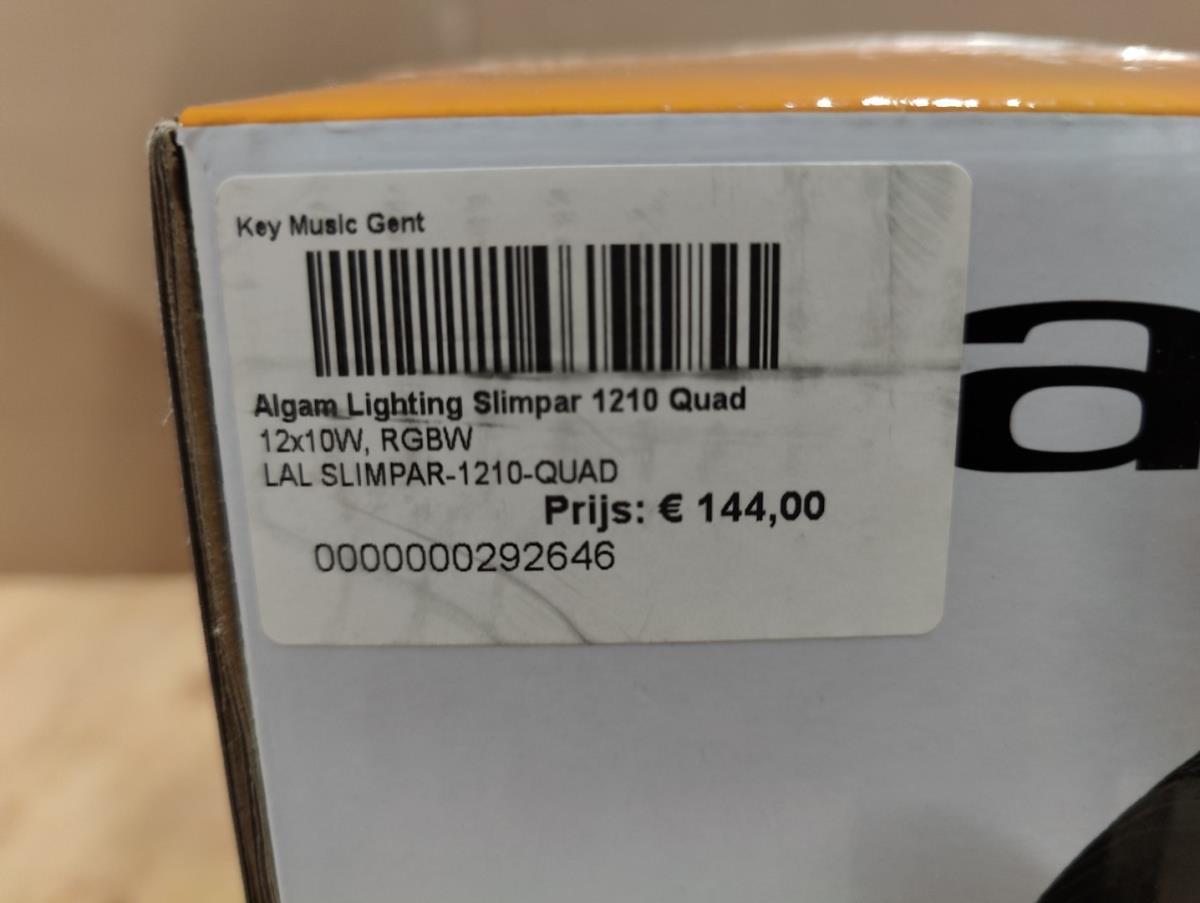 Key Music Gent
Algam Lighting Slimpar 1210 Quad
12x10W, RGBW
LAL SLIMPAR-1210-QUAD
Prijs: € 144,00
0000000292646
a